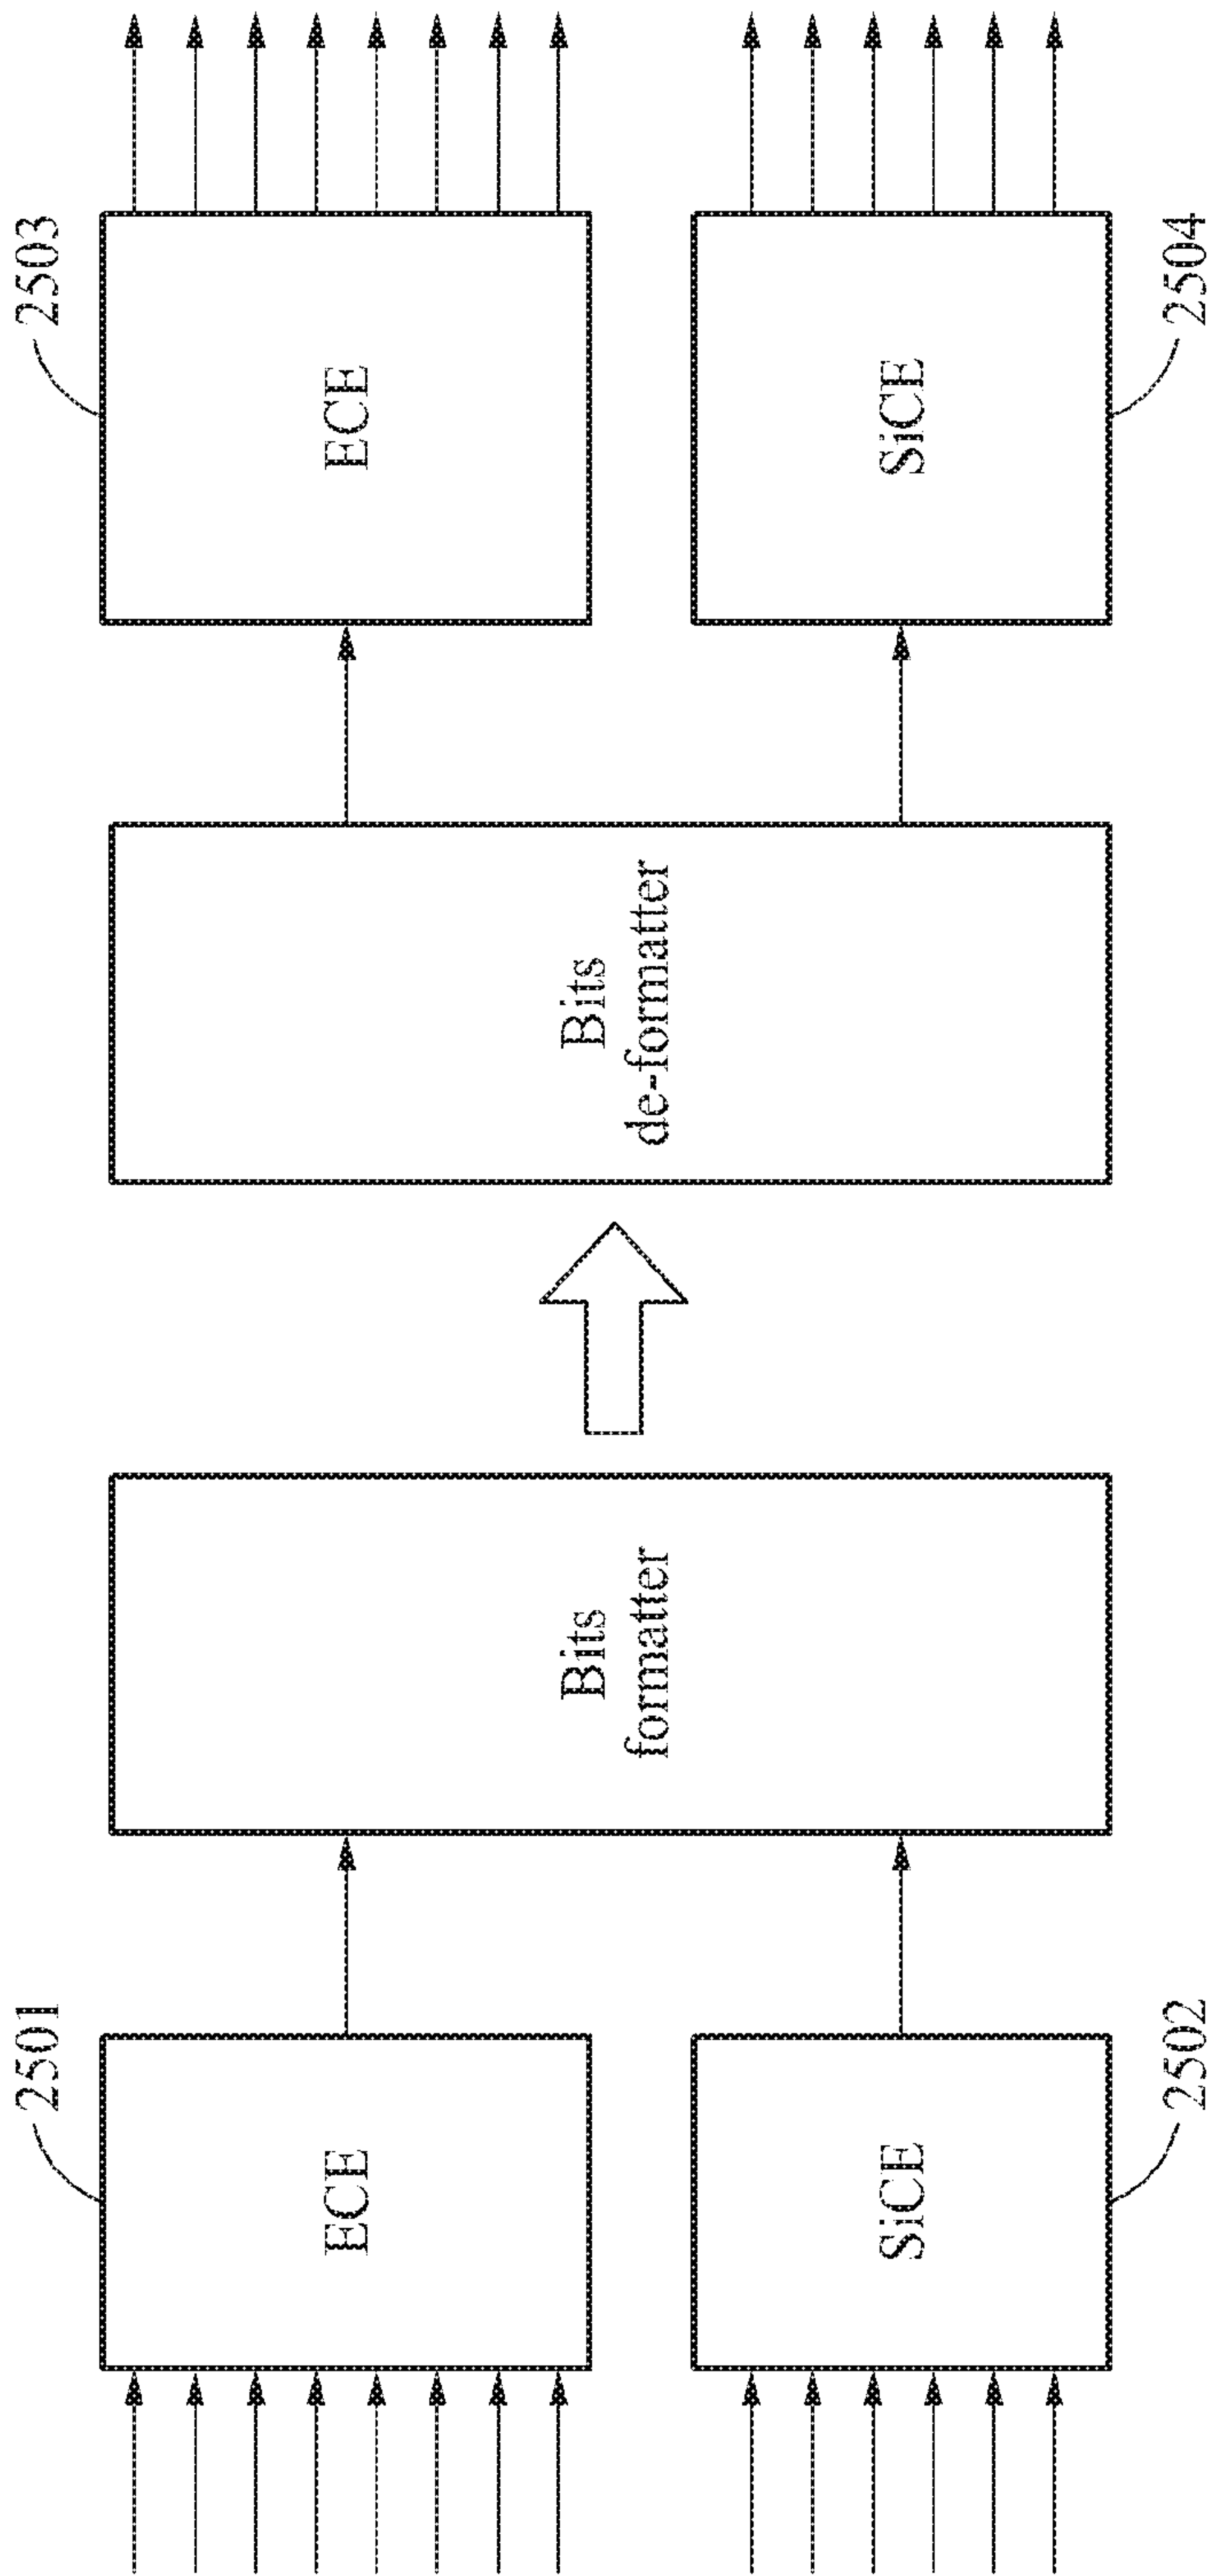 2501
ECE
SiCE
2502
Bits
formatter
Bits
de-formatter
2503
ECE
SiCE
2504